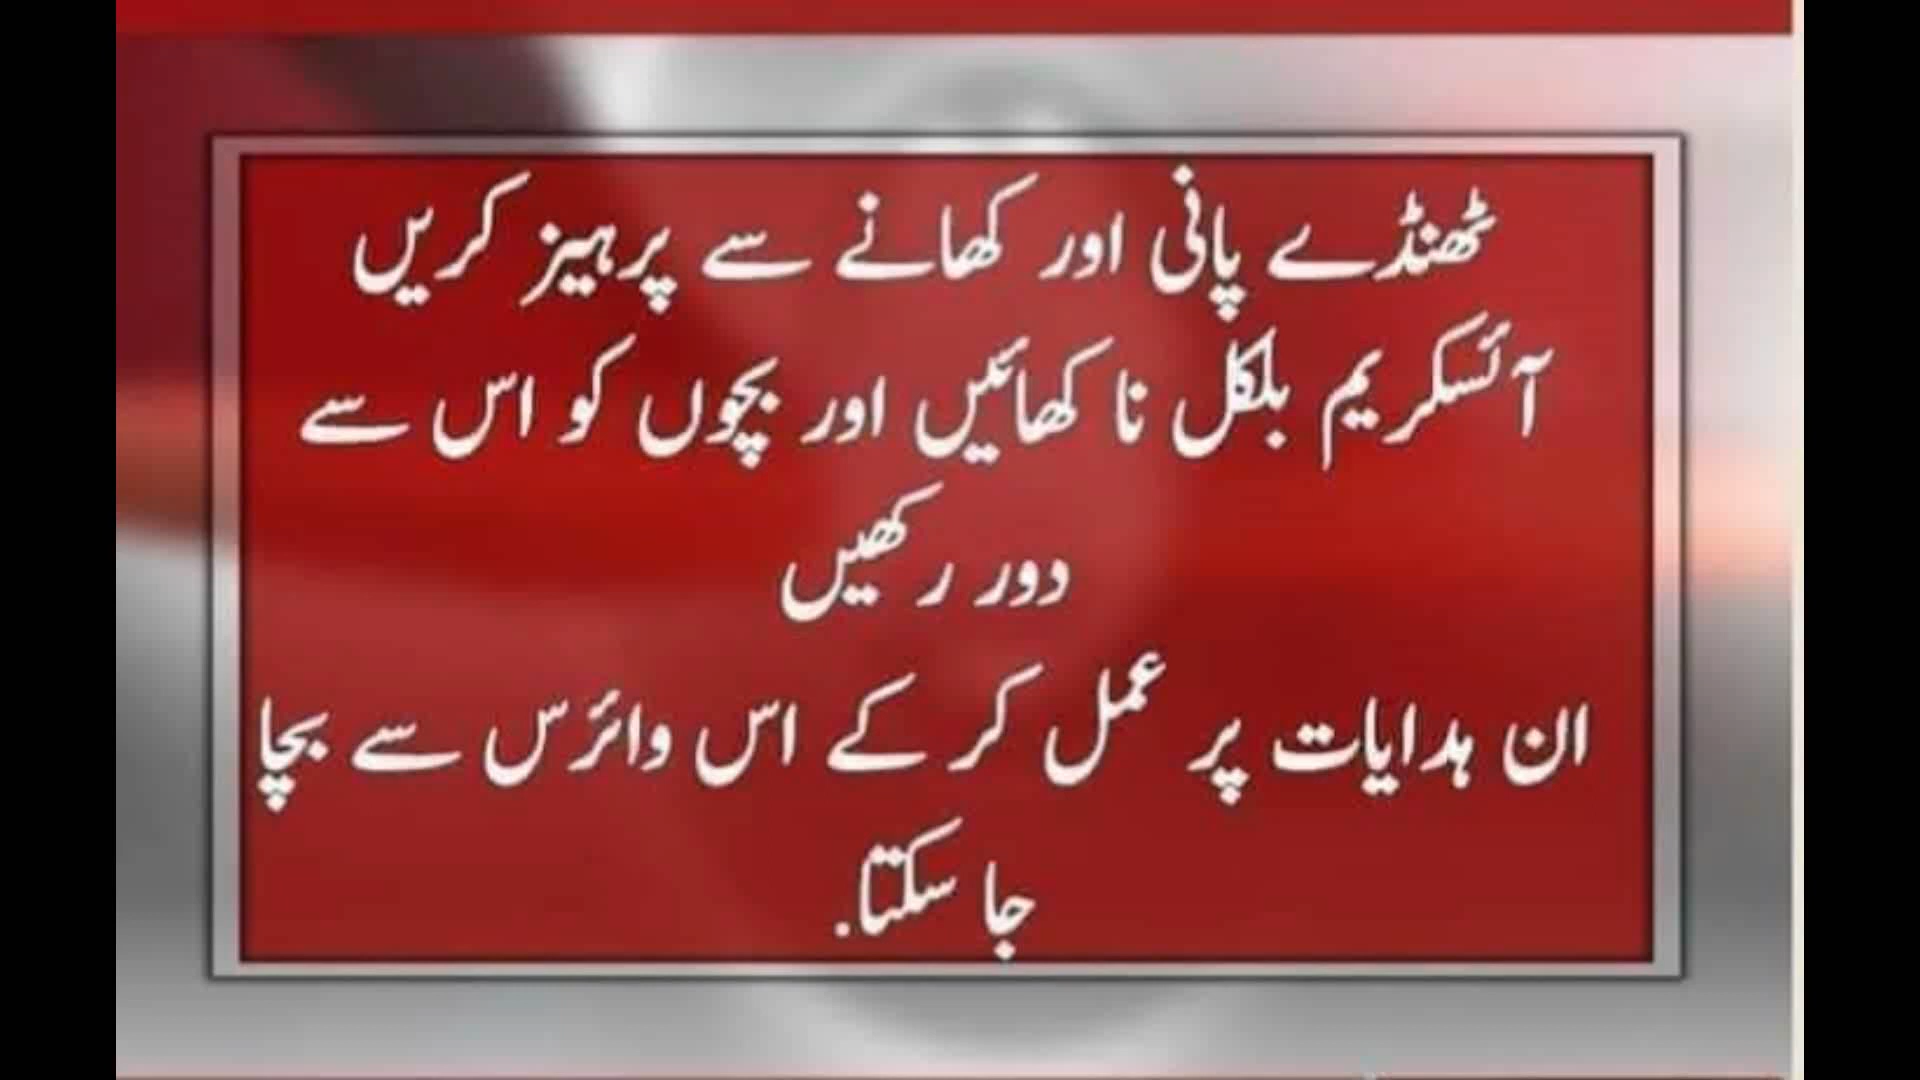 ٹھنڈے پانی اور کھانے سے پرہیز کریں
آئسکریم بلکل نا کھائیں اور بچوں کو اس سے
دور رکھیں
ان ہدایات پر عمل کر کے اس وائرس سے بچا
جا سکتا.